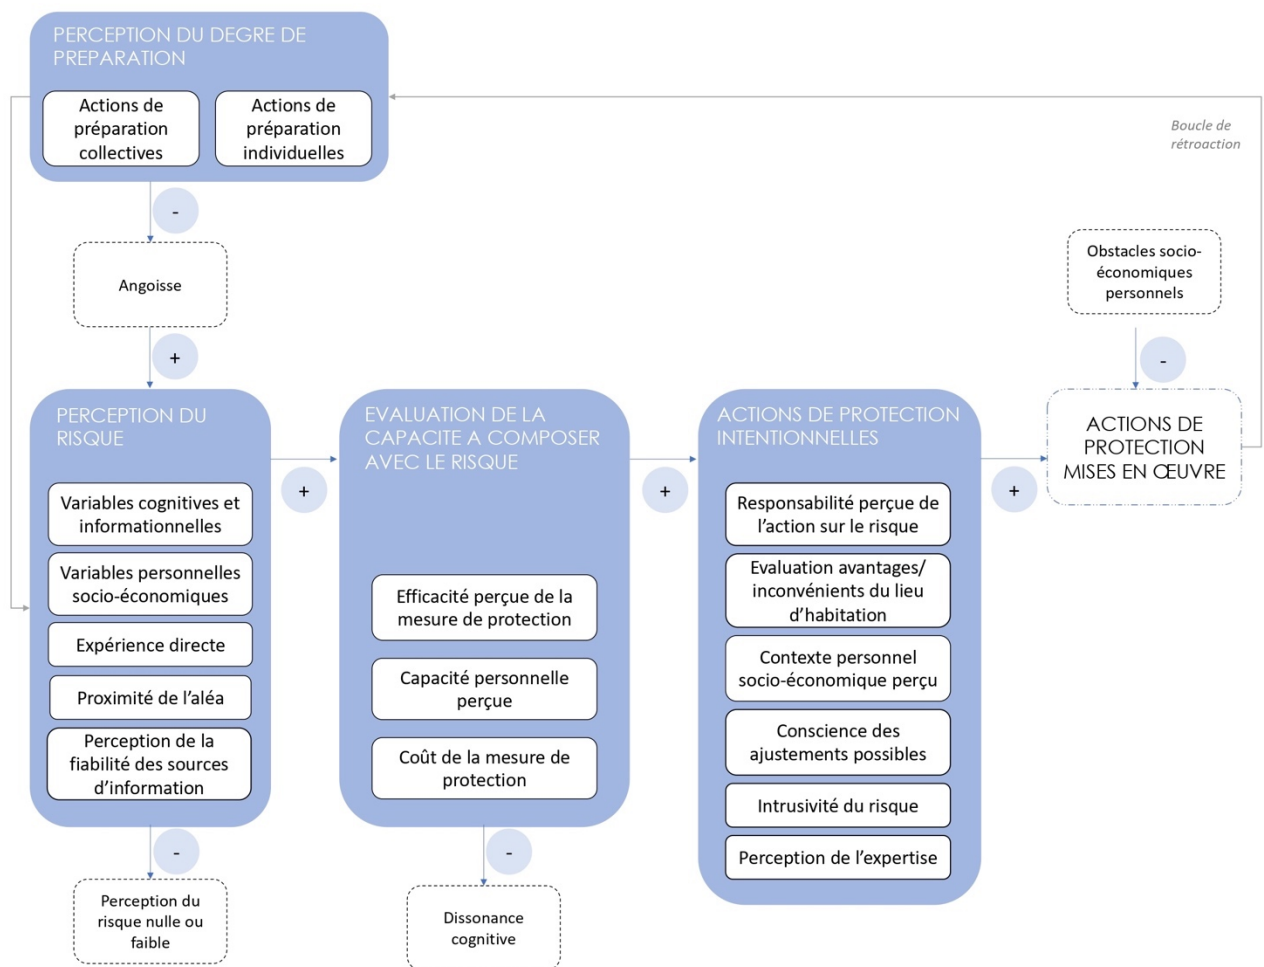 PERCEPTION DU DEGRE DE
PREPARATION
Actions de
préparation
collectives
Actions de
préparation
individuelles
Boucle de
rétroaction
-
Angoisse
+
Obstacles socio-
économiques
personnels
-
PERCEPTION DU
RISQUE
Variables cognitives et
informationnelles
Variables personnelles
socio-économiques
Expérience directe
Proximité de l’aléa
Perception de la
fiabilité des sources
d’information
+
EVALUATION DE LA
CAPACITE A COMPOSER
AVEC LE RISQUE
Efficacité perçue de la
mesure de protection
Capacité personnelle
perçue
Coût de la mesure de
protection
+
ACTIONS DE PROTECTION
INTENTIONNELLES
Responsabilité perçue de
l’action sur le risque
Evaluation avantages/
inconvénients du lieu
d’habitation
Contexte personnel
socio-économique perçu
Conscience des
ajustements possibles
Intrusivité du risque
Perception de l’expertise
+
ACTIONS DE
PROTECTION
MISES EN ŒUVRE
-
Perception du
risque nulle ou
faible
-
Dissonance
cognitive